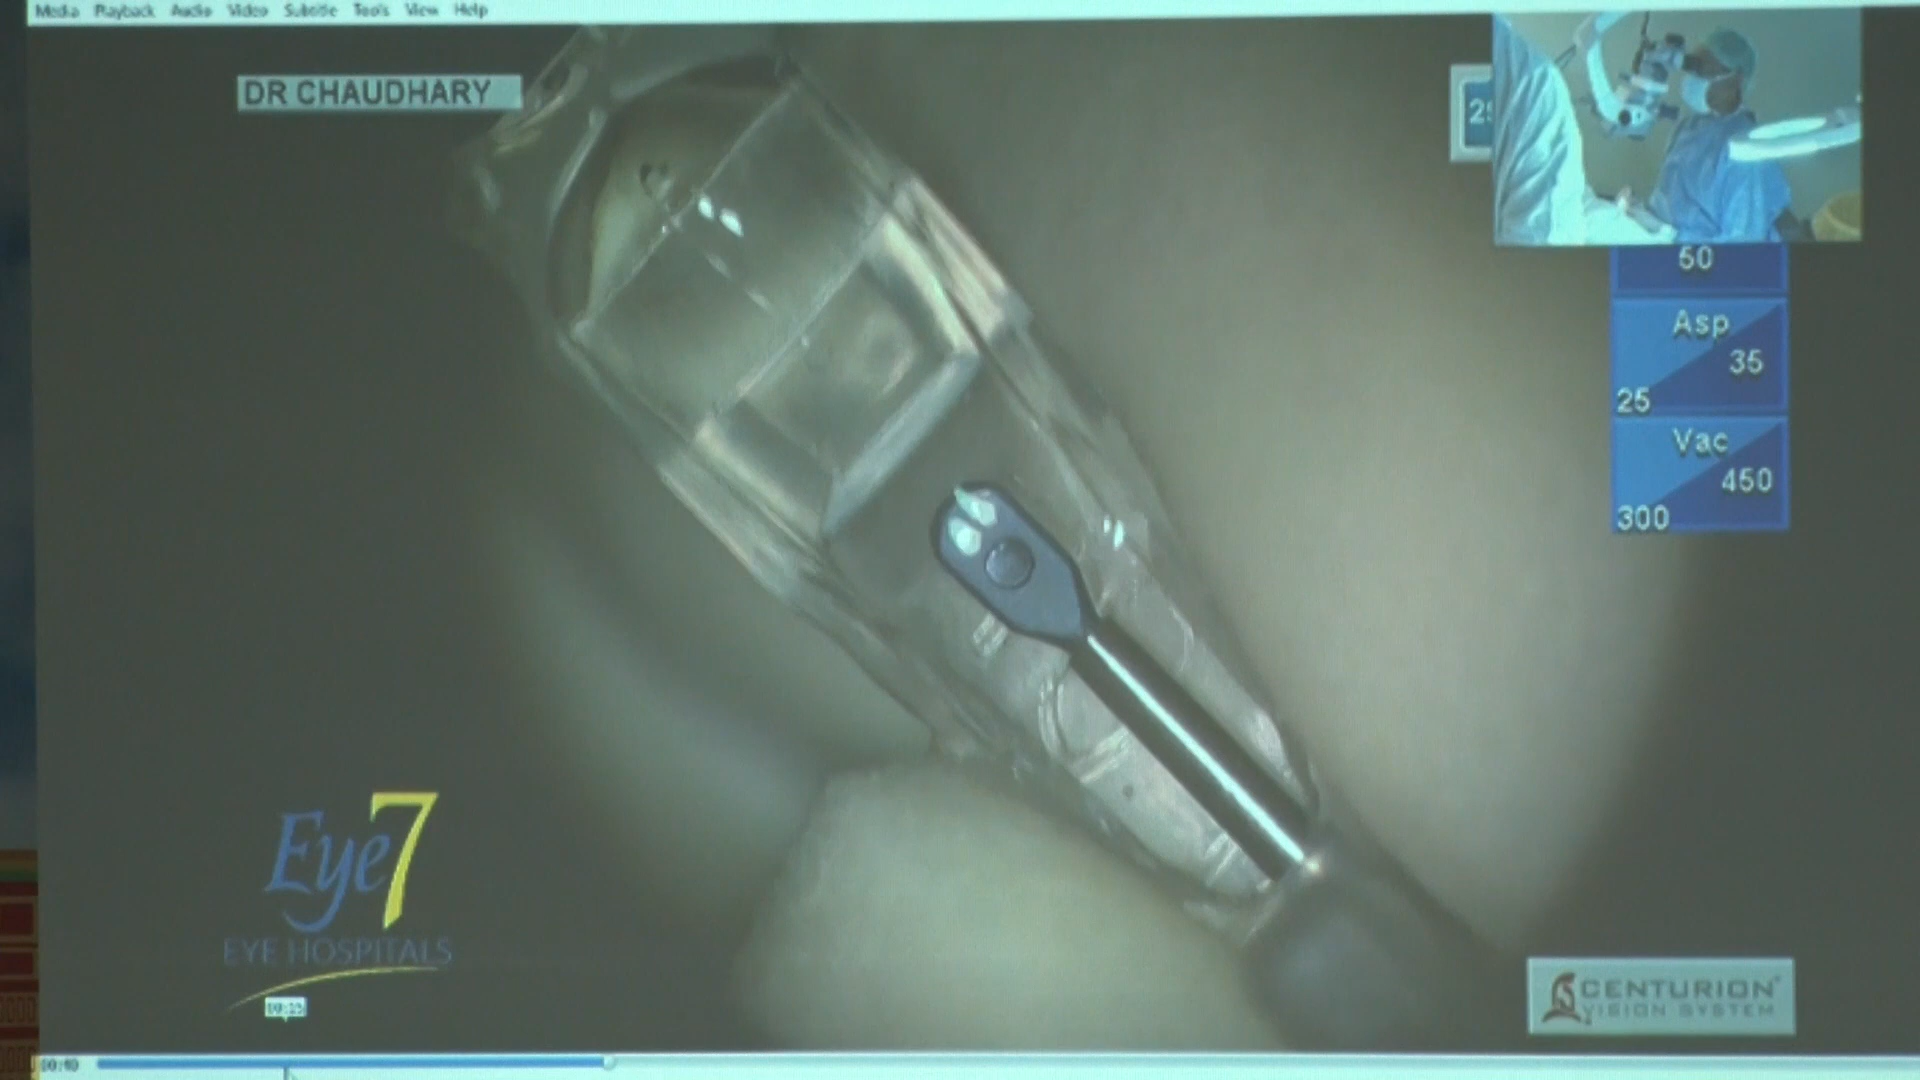 Media Playback Audio Video Subtitle Tools View Help
DR CHAUDHARY
50
Asp
35
25
Vac
450
300
Eye7
EYE HOSPITALS
CENTURION
VISION SYSTEM